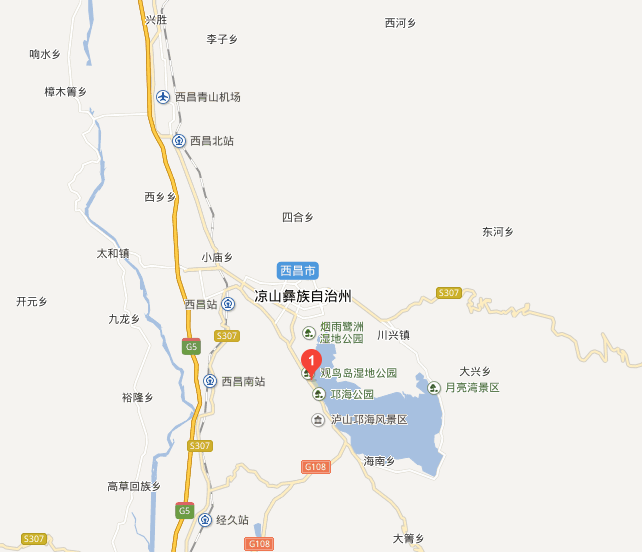 兴胜
西河乡
李子乡
响水乡
樟木箐乡
西昌青山机场
西昌北站
西乡乡
四合乡
东河乡
太和镇
小庙乡
西昌市
凉山彝族自治州
S307
开元乡
西昌站
九龙乡
烟雨鹭洲
湿地公园
川兴镇
S307
G5
1
观鸟岛湿地公园
大兴乡
西昌南站
月亮湾景区
裕隆乡
邛海公园
泸山邛海风景区
S307
海南乡
G108
高草回族乡
G5
经久站
S307
G108
大箐乡